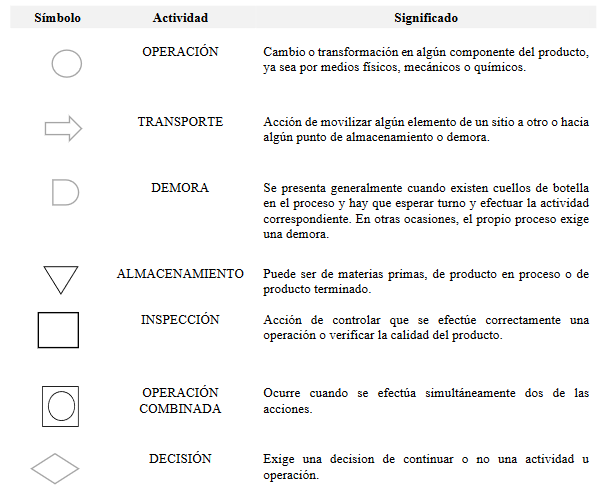 Símbolo Actividad Significado
OPERACIÓN Cambio o transformación en algún componente del producto,
ya sea por medios físicos, mecánicos o químicos.
TRANSPORTE Acción de movilizar algún elemento de un sitio a otro o hacia
algún punto de almacenamiento o demora.
DEMORA Se presenta generalmente cuando existen cuellos de botella
en el proceso y hay que esperar turno y efectuar la actividad
correspondiente. En otras ocasiones, el propio proceso exige
una demora.
ALMACENAMIENTO Puede ser de materias primas, de producto en proceso o de
producto terminado.
INSPECCIÓN Acción de controlar que se efectúe correctamente una
operación o verificar la calidad del producto.
OPERACIÓN Ocurre cuando se efectúa simultáneamente dos de las
COMBINADA acciones.
DECISIÓN Exige una decision de continuar o no una actividad u
operación.